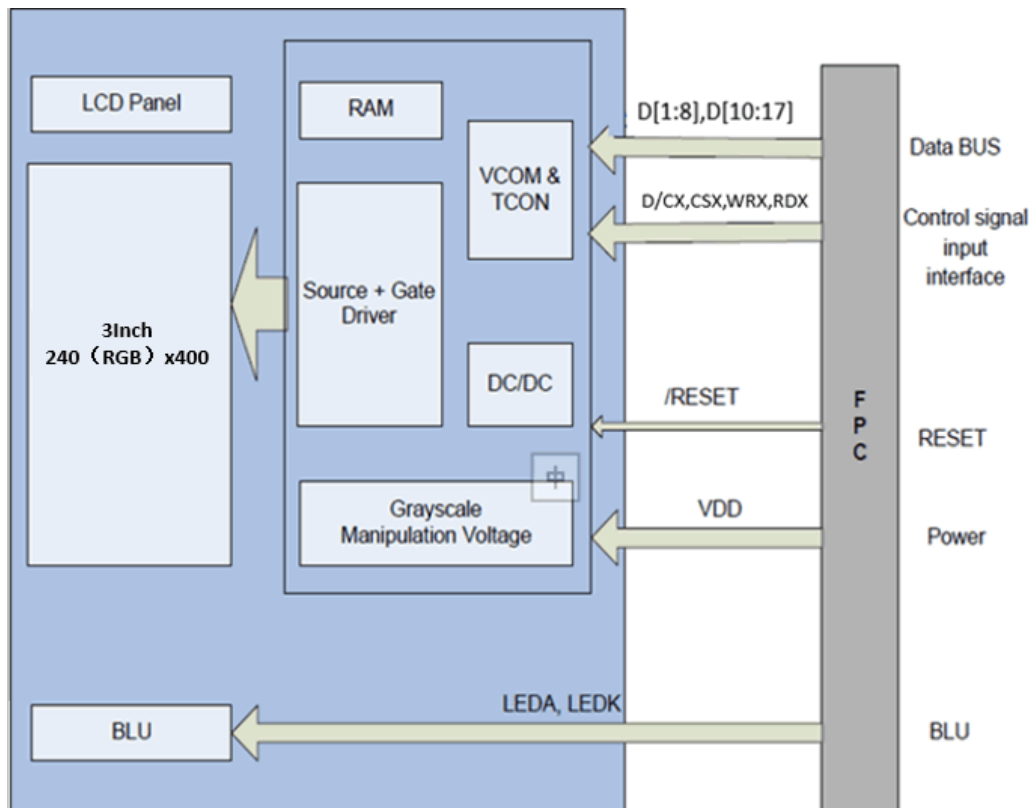 LCD Panel
3Inch
240（RGB）x400
BLU
RAM
VCOM &
TCON
Source + Gate
Driver
DC/DC
中
Grayscale
Manipulation Voltage
D[1:8],D[10:17]
D/CX,CSX,WRX,RDX
/RESET
VDD
LEDA, LEDK
F
P
C
Data BUS
Control signal
input
interface
RESET
Power
BLU